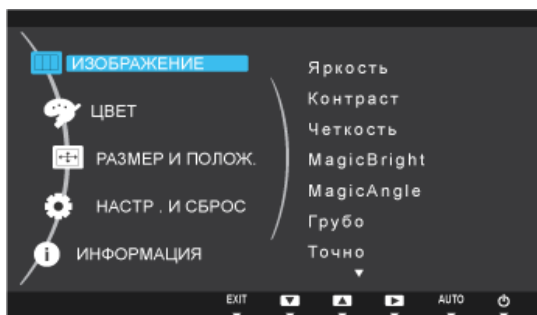 ИЗОБРАЖЕНИЕ
ЦВЕТ
РАЗМЕР И ПОЛОЖ.
НАСТР . И СБРОС
ИНФОРМАЦИЯ
Яркость
Контраст
Четкость
MagicBright
MagicAngle
Грубо
Точно
EXIT AUTO